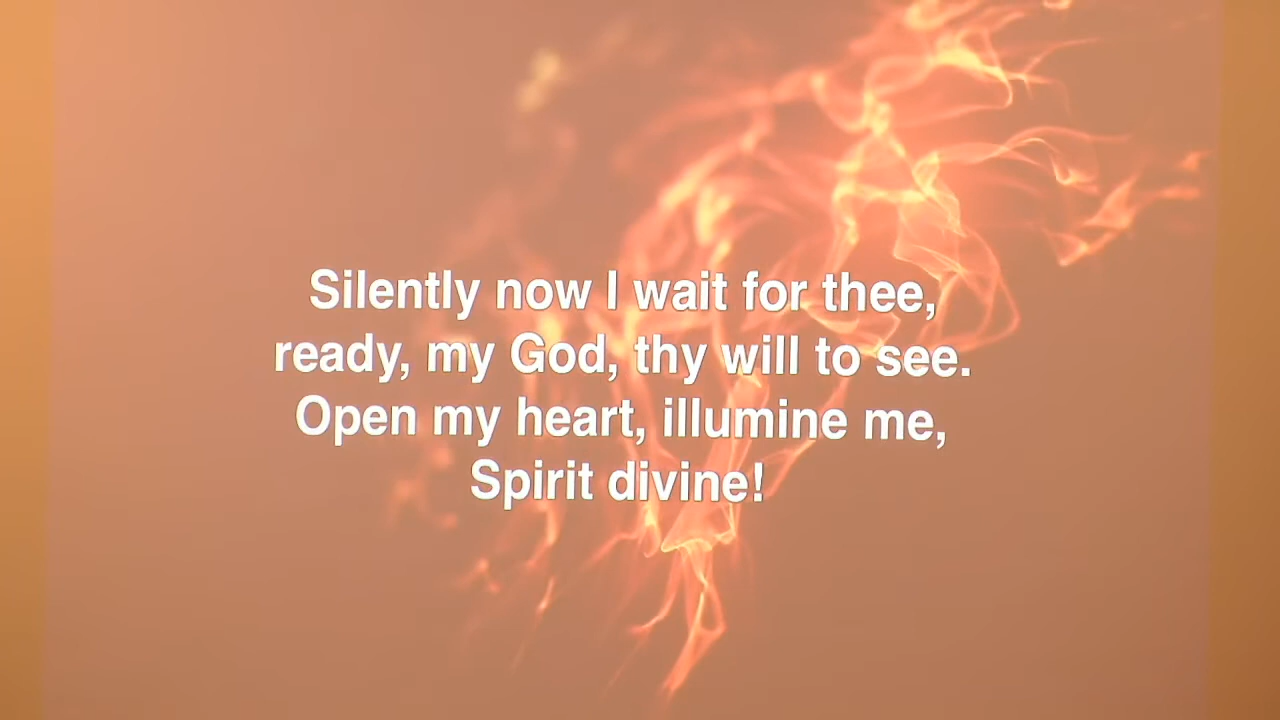 Silently now I wait for thee,
ready, my God, thy will to see.
Open my heart, illumine me,
Spirit divine!